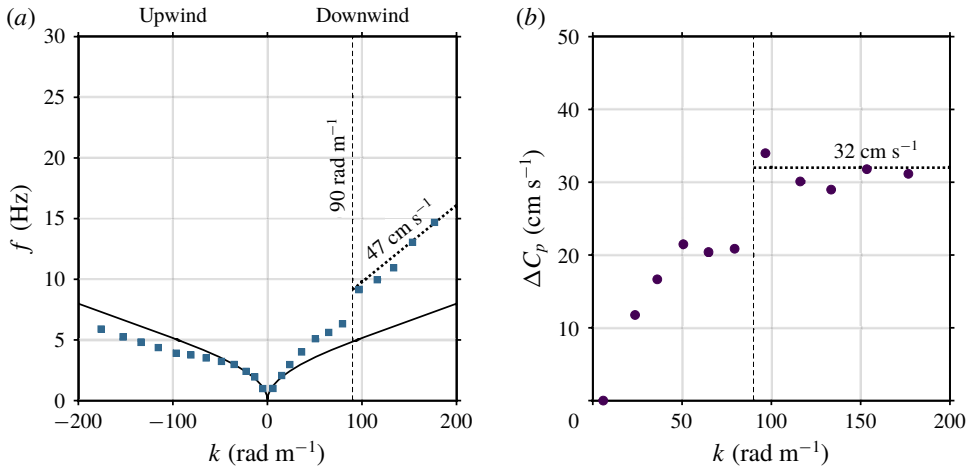 (a)
Upwind
Downwind
30
25
20
15
10
5
0
f (Hz)
90 rad m⁻¹
47 cm s⁻¹
−200
−100
0
100
200
k (rad m⁻¹)
(b)
50
40
30
20
10
0
ΔCₚ (cm s⁻¹)
32 cm s⁻¹
50
100
150
200
k (rad m⁻¹)